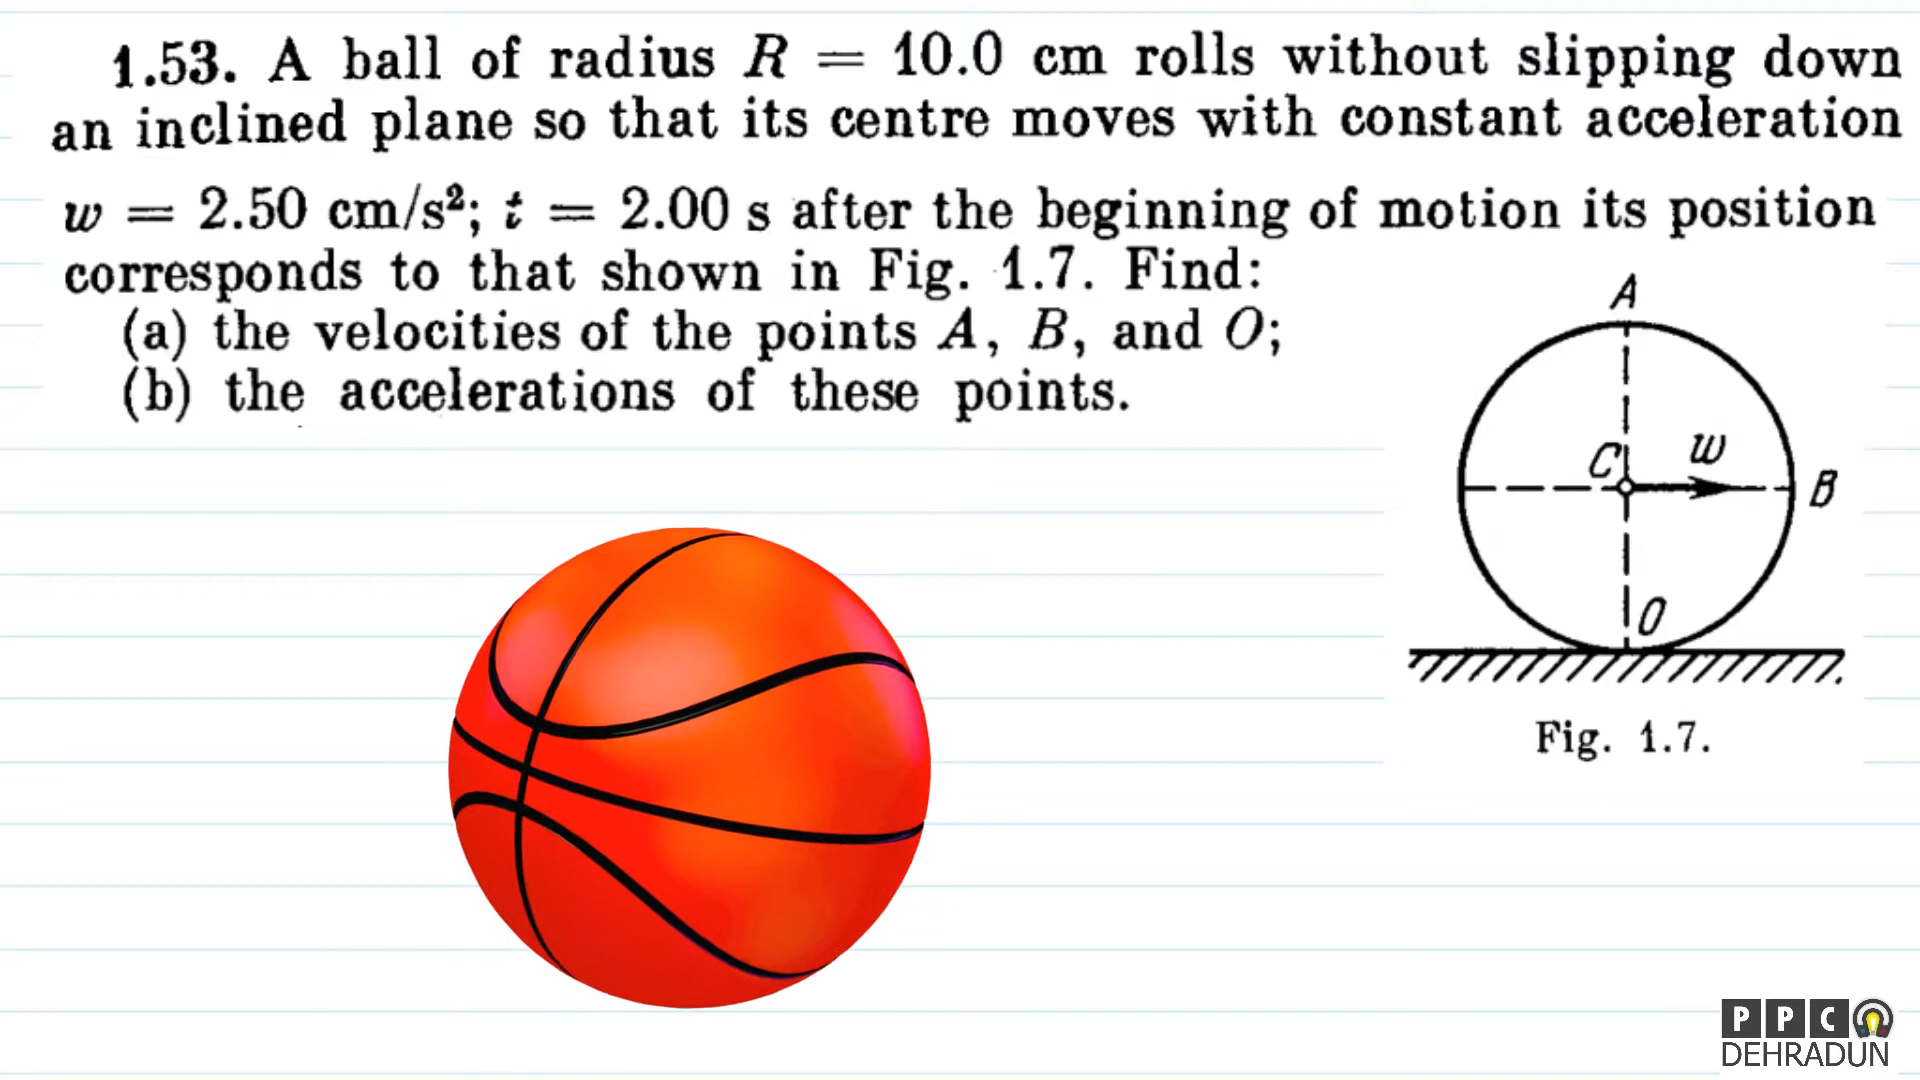 1.53. A ball of radius R = 10.0 cm rolls without slipping down
an inclined plane so that its centre moves with constant acceleration
w = 2.50 cm/s²; t = 2.00 s after the beginning of motion its position
corresponds to that shown in Fig. 1.7. Find:
(a) the velocities of the points A, B, and O;
(b) the accelerations of these points.
A
C
w
B
O
Fig. 1.7.
PPC
DEHRADUN